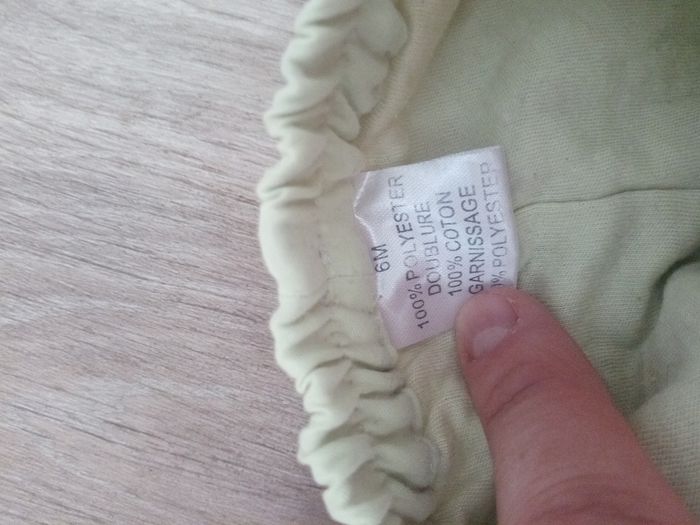 6M
100% POLYESTER
DOUBLURE
100% COTON
GARNISSAGE
% POLYESTER